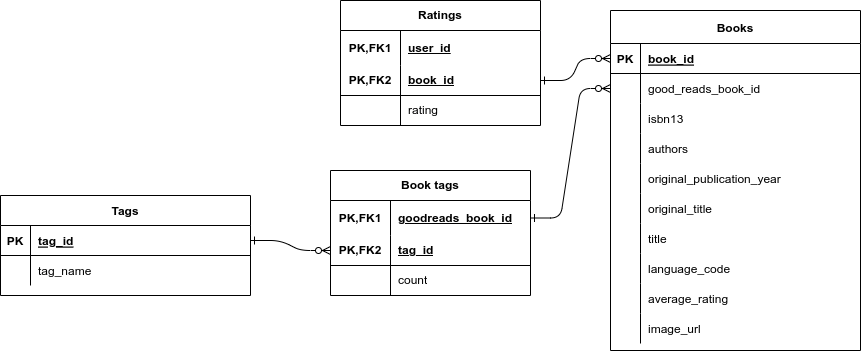 Ratings
PK,FK1 user_id
PK,FK2 book_id
rating
Books
PK book_id
good_reads_book_id
isbn13
authors
original_publication_year
original_title
title
language_code
average_rating
image_url
Book tags
PK,FK1 goodreads_book_id
PK,FK2 tag_id
count
Tags
PK tag_id
tag_name